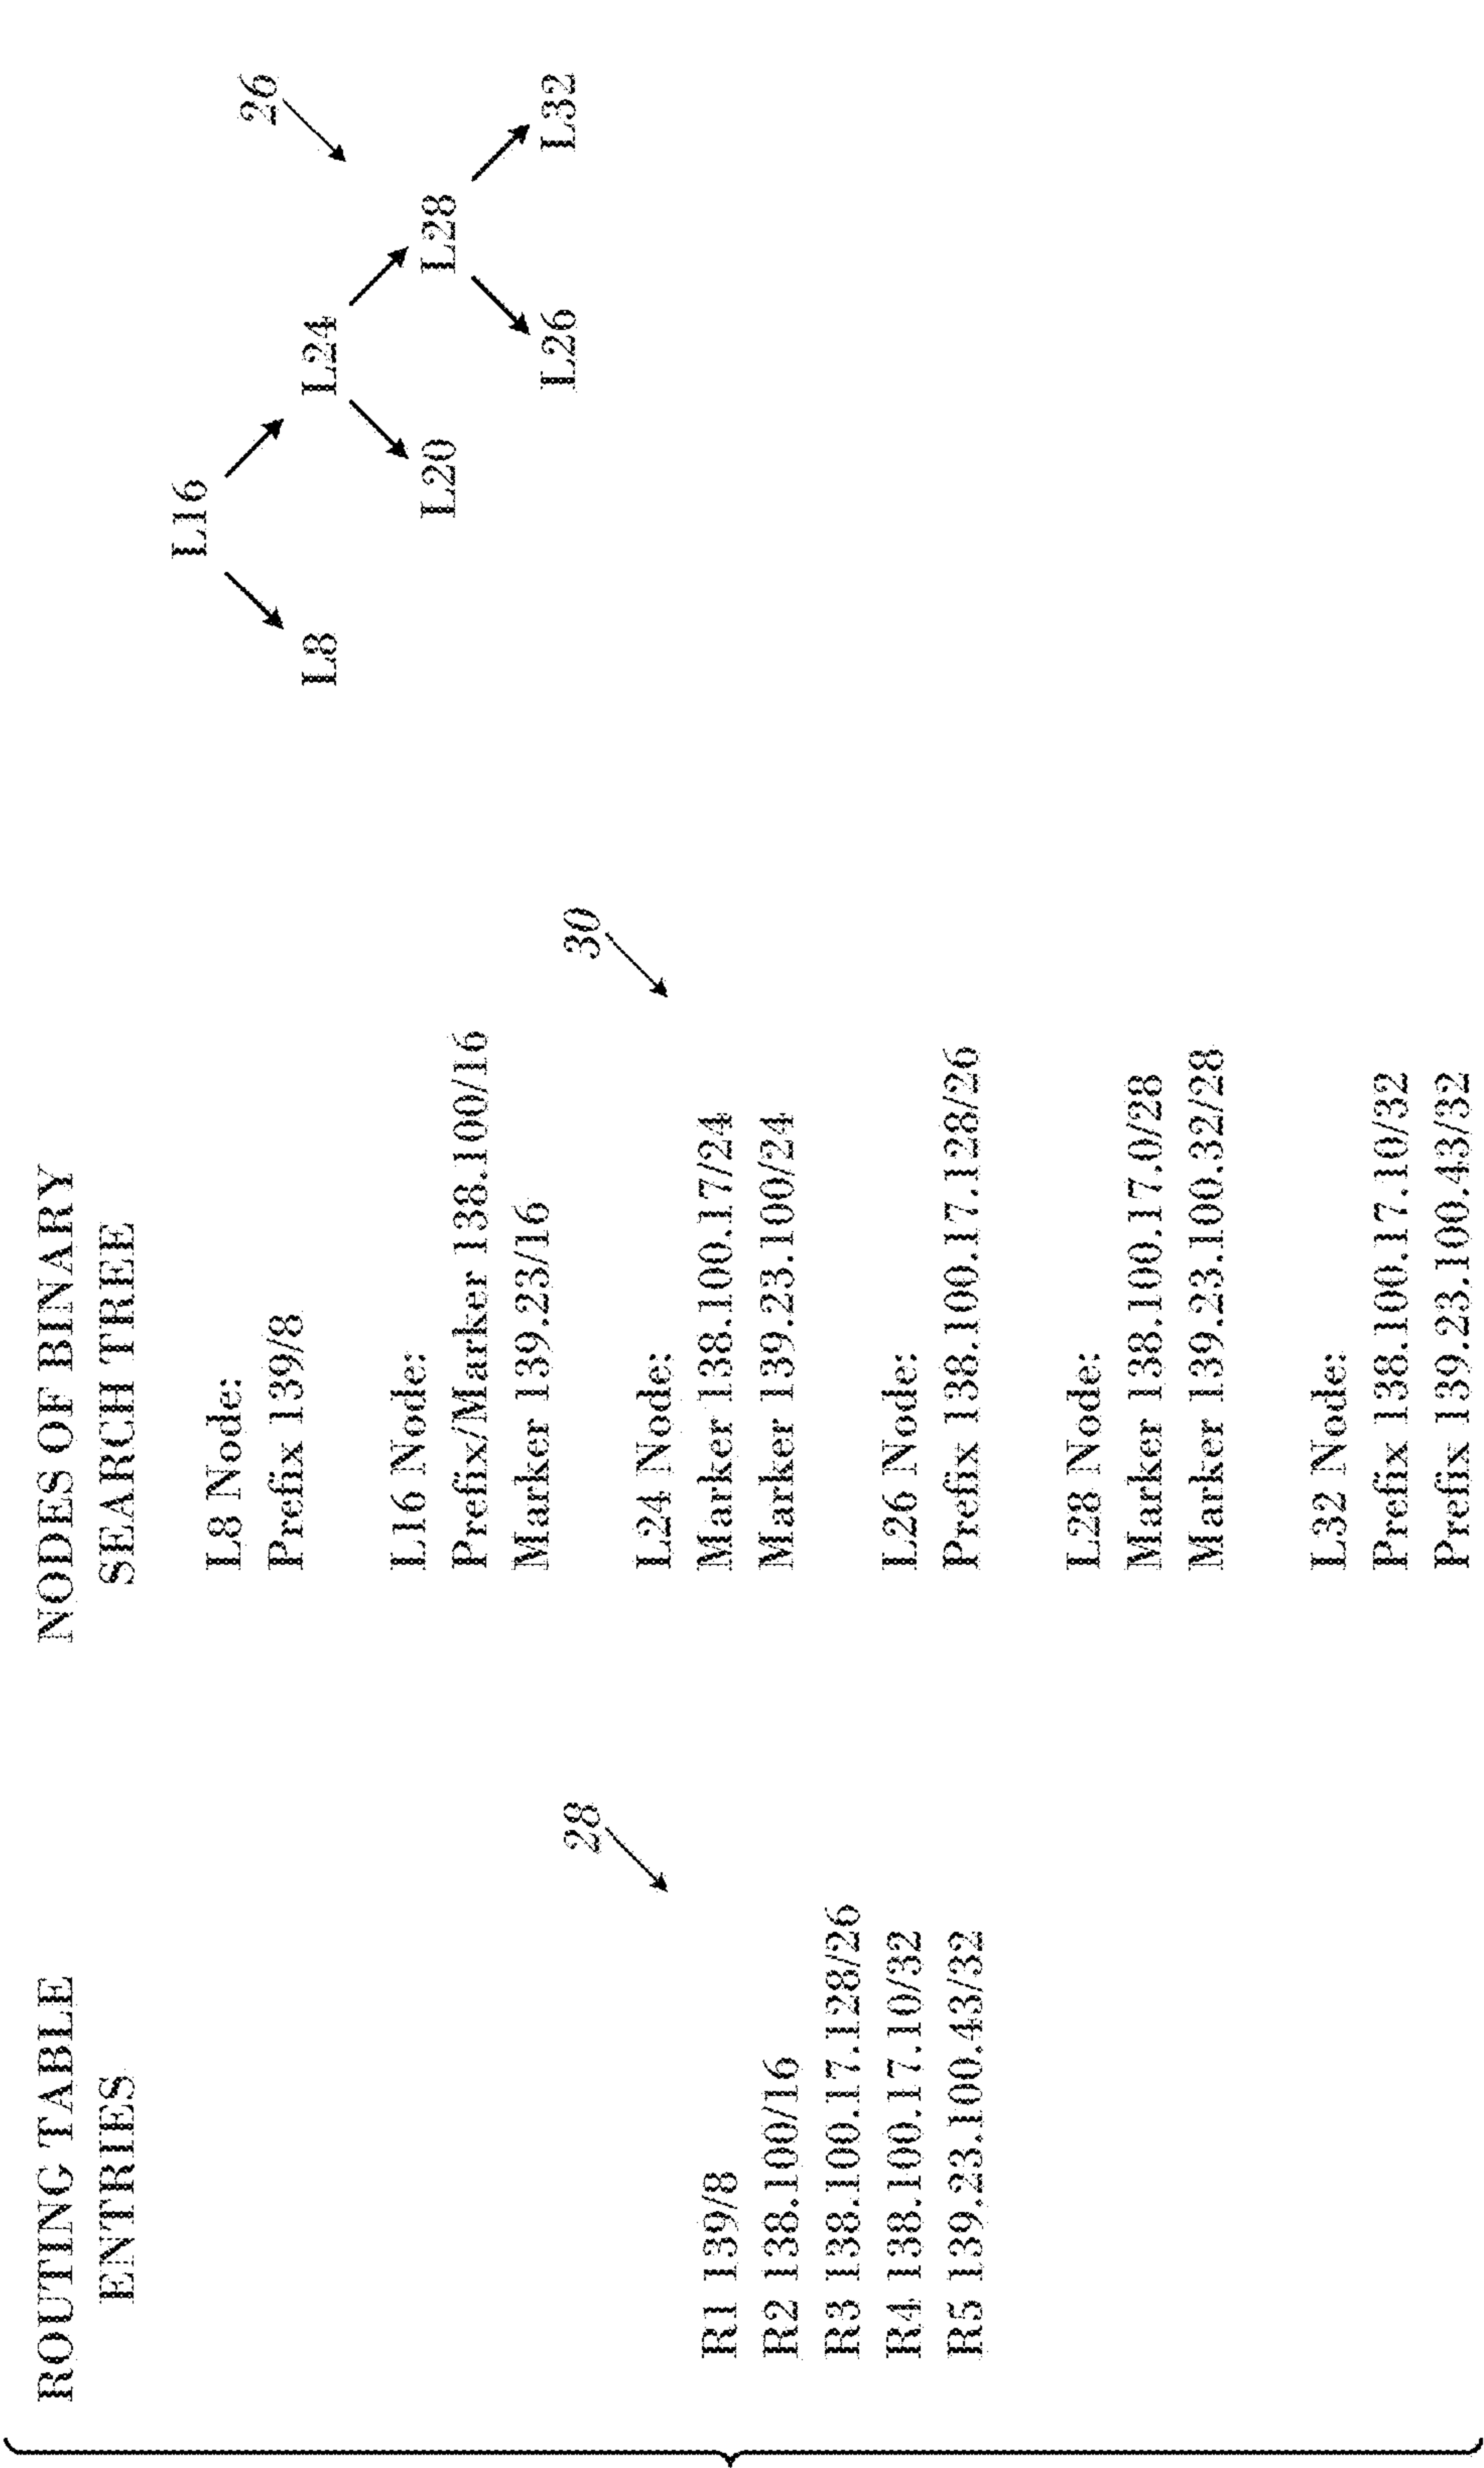 ROUTING TABLE
ENTRIES
28
R1 139/8
R2 138.100/16
R3 138.100.17.128/26
R4 138.100.17.10/32
R5 139.23.100.43/32
NODES OF BINARY
SEARCH TREE
L8 Node:
Prefix 139/8
L16 Node:
Prefix/Marker 138.100/16
Marker 139.23/16
30
L24 Node:
Marker 138.100.17/24
Marker 139.23.100/24
L26 Node:
Prefix 138.100.17.128/26
L28 Node:
Marker 138.100.17.0/28
Marker 139.23.100.32/28
L32 Node:
Prefix 138.100.17.10/32
Prefix 139.23.100.43/32
26
L16
L8
L24
L20
L28
L26
L32